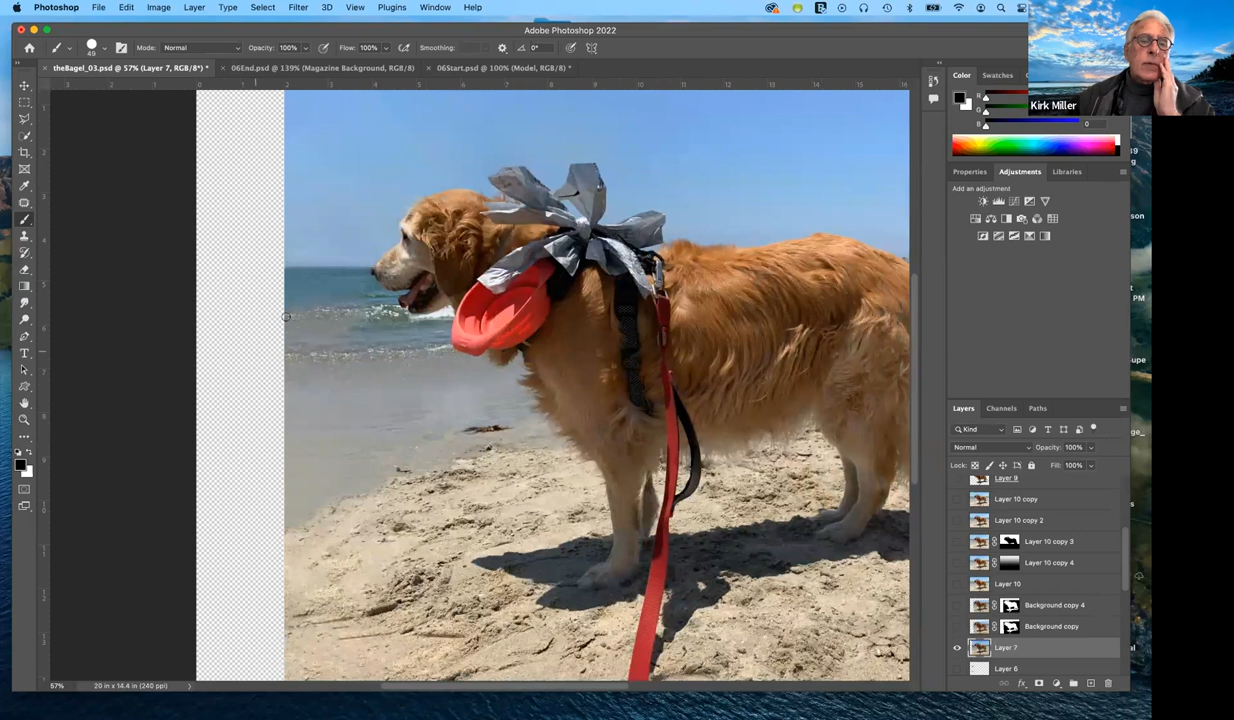 Photoshop File Edit Image Layer Type Select Filter 3D View Plugins Window Help
Adobe Photoshop 2022
49 Mode: Normal Opacity: 100% Flow: 100% Smoothing: 0°
theBagel_03.psd @ 57% (Layer 7, RGB/8*) * 06End.psd @ 139% (Magazine Background, RGB/8) 06Start.psd @ 100% (Model, RGB/8) *
Color Swatches
R
G
B 0
Kirk Miller
Properties Adjustments Libraries
Add an adjustment
son
PM
Layers Channels Paths
Kind
Normal Opacity: 100%
Lock: Fill: 100%
Layer 9
Layer 10 copy
Layer 10 copy 2
Layer 10 copy 3
Layer 10 copy 4
Layer 10
Background copy 4
Background copy
Layer 7
Layer 6
57% 20 in x 14.4 in (240 ppi)